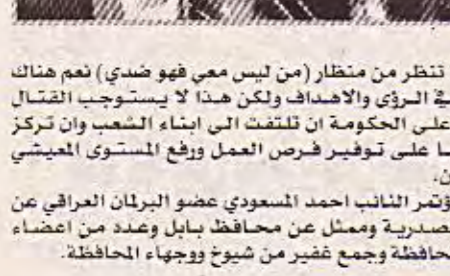 تنظر من منظار (من ليس معي فهو ضدي) نعم هناك
في الرؤى والاهداف ولكن هذا لا يستوجب القتال
على الحكومة ان تلتفت الى ابناء الشعب وان تركز
ا على توفير فرص العمل ورفع المستوى المعيشي
ن.
ؤتمر النائب احمد المسعودي عضو البرلمان العراقي عن
لصدرية وممثل عن محافظ بابل وعدد من اعضاء
حافظة وجمع غفير من شيوخ ووجهاء المحافظة.